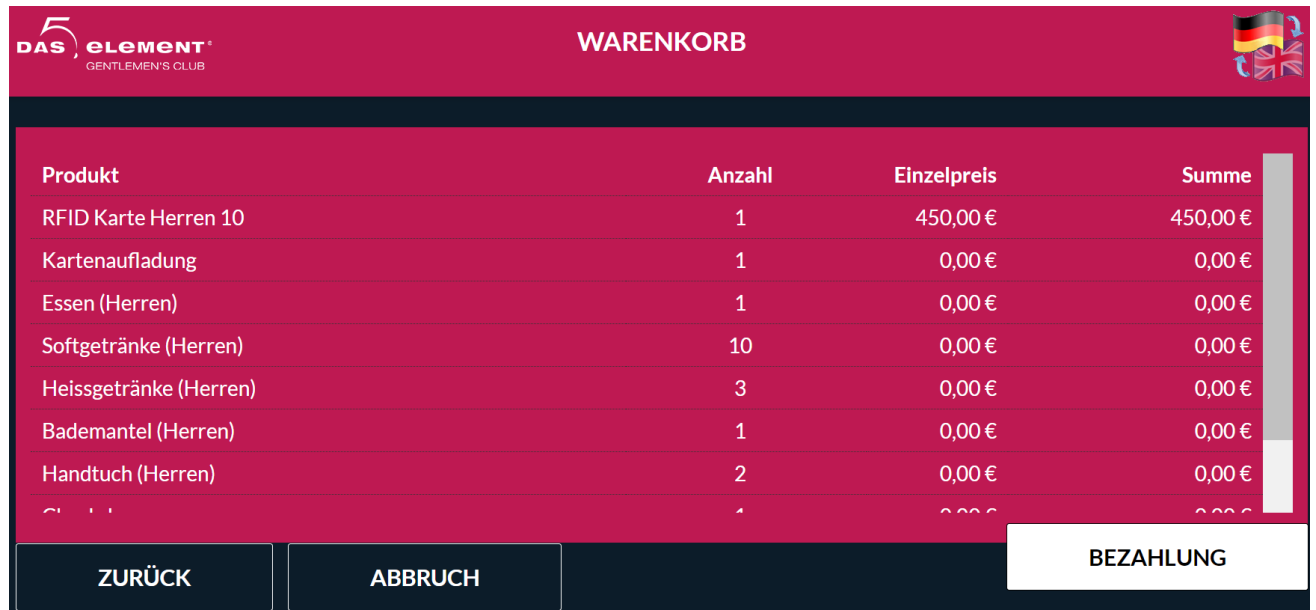 5
DAS ELEMENT®
GENTLEMEN'S CLUB
WARENKORB
Produkt Anzahl Einzelpreis Summe
RFID Karte Herren 10 1 450,00 € 450,00 €
Kartenaufladung 1 0,00 € 0,00 €
Essen (Herren) 1 0,00 € 0,00 €
Softgetränke (Herren) 10 0,00 € 0,00 €
Heissgetränke (Herren) 3 0,00 € 0,00 €
Bademantel (Herren) 1 0,00 € 0,00 €
Handtuch (Herren) 2 0,00 € 0,00 €
ZURÜCK ABBRUCH BEZAHLUNG